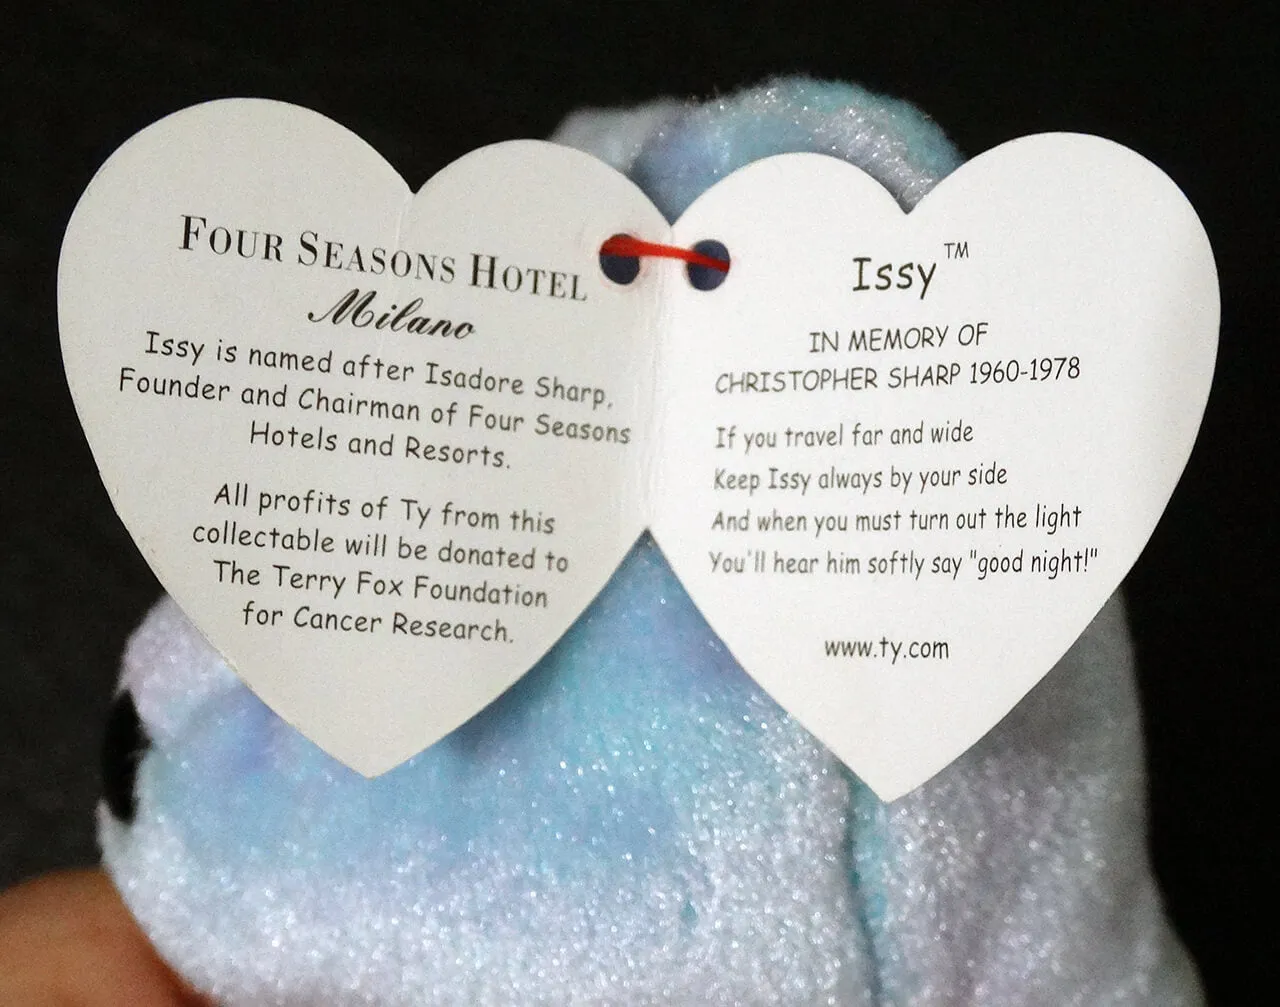 FOUR SEASONS HOTEL
Milano
Issy is named after Isadore Sharp,
Founder and Chairman of Four Seasons
Hotels and Resorts.
All profits of Ty from this
collectable will be donated to
The Terry Fox Foundation
for Cancer Research.
Issy™
IN MEMORY OF
CHRISTOPHER SHARP 1960-1978
If you travel far and wide
Keep Issy always by your side
And when you must turn out the light
You'll hear him softly say "good night!"
www.ty.com